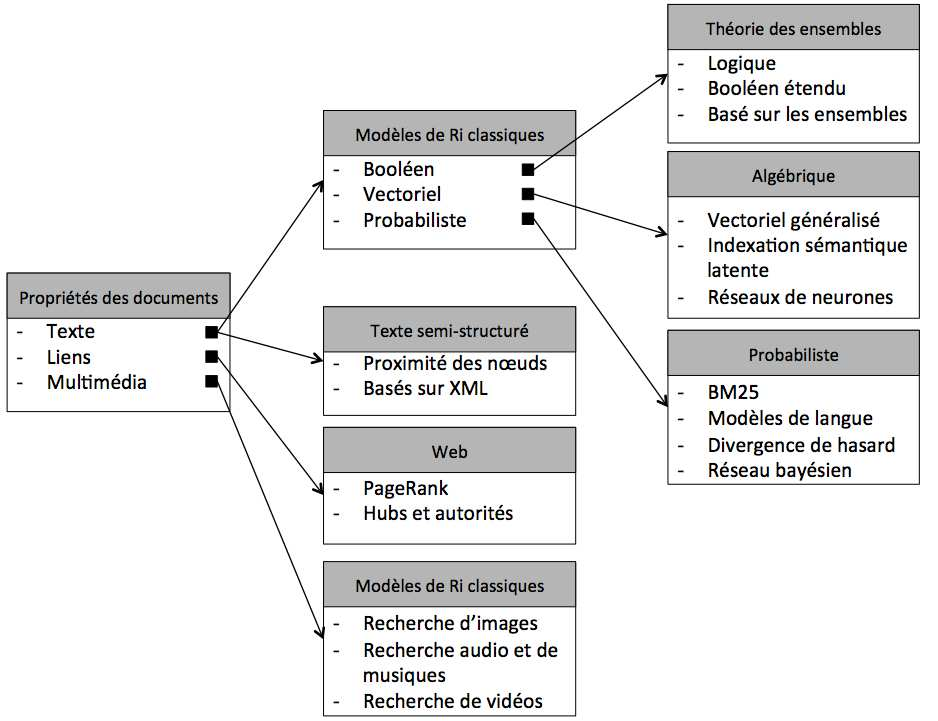 Propriétés des documents
- Texte
- Liens
- Multimédia
Modèles de Ri classiques
- Booléen
- Vectoriel
- Probabiliste
Texte semi-structuré
- Proximité des nœuds
- Basés sur XML
Web
- PageRank
- Hubs et autorités
Modèles de Ri classiques
- Recherche d’images
- Recherche audio et de
musiques
- Recherche de vidéos
Théorie des ensembles
- Logique
- Booléen étendu
- Basé sur les ensembles
Algébrique
- Vectoriel généralisé
- Indexation sémantique
latente
- Réseaux de neurones
Probabiliste
- BM25
- Modèles de langue
- Divergence de hasard
- Réseau bayésien